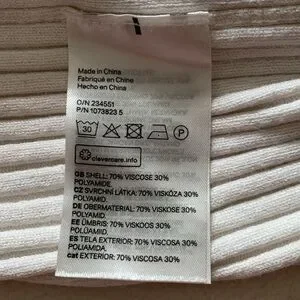 Made in China
Fabriqué en China
Hecho en China
O/N 234551
P/N 1073823 5
30
P
clevercare.info
GB SHELL: 70% VISCOSE 30%
POLYAMIDE
CZ SVRCHNI LÁTKA: 70% VISKÓZA 30%
POLYAMID
DE OBERMATERIAL: 70% VISKOSE 30%
POLYAMID.
EE ÜMBRIS: 70% VISKOOS 30%
POLÜAMIID.
ES TELA EXTERIOR: 70% VISCOSA 30%
POLIAMIDA.
cat EXTERIOR: 70% VISCOSA 30%